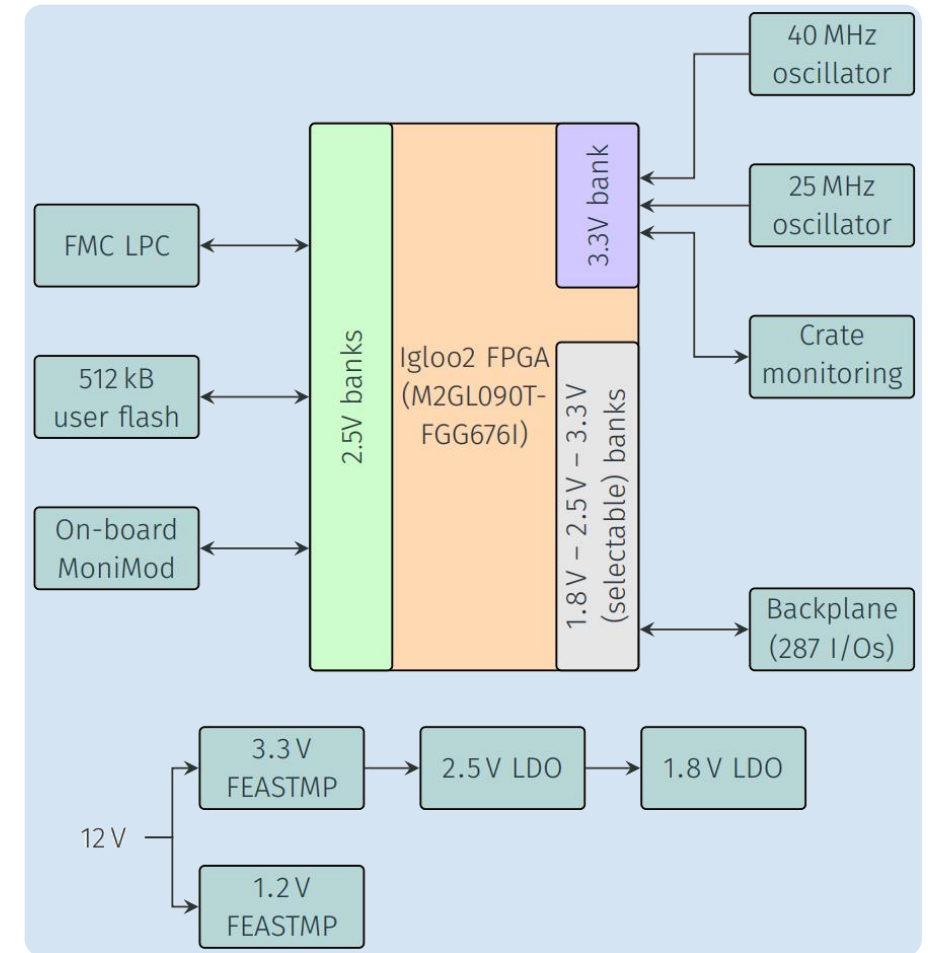 40 MHz
oscillator
3.3V bank
25 MHz
oscillator
FMC LPC
Crate
monitoring
2.5V banks
Igloo2 FPGA
(M2GL090T-
FGG676I)
1.8 V – 2.5 V – 3.3 V
(selectable) banks
512 kB
user flash
On-board
MoniMod
Backplane
(287 I/Os)
3.3 V
FEASTMP
2.5 V LDO
1.8 V LDO
12 V
1.2 V
FEASTMP